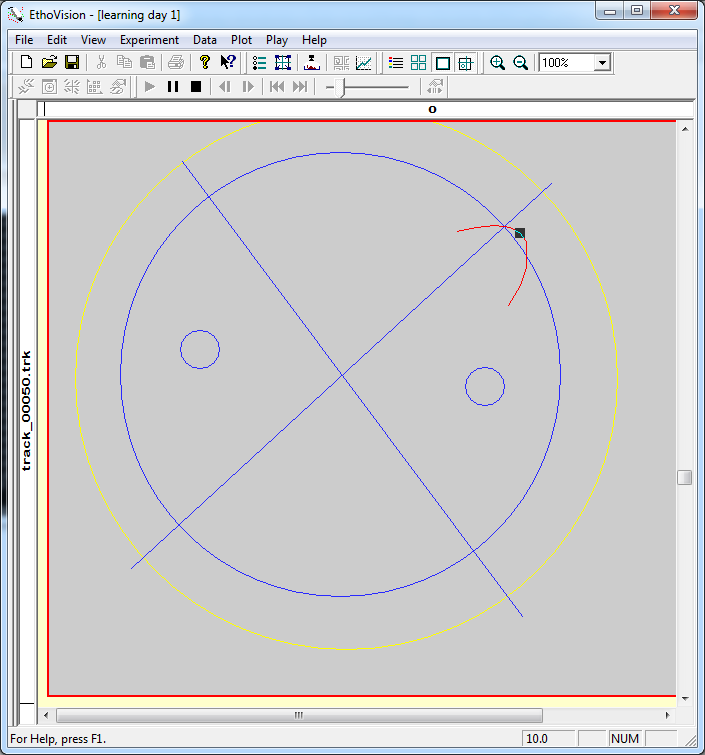 EthoVision - [learning day 1]
File Edit View Experiment Data Plot Play Help
100%
O
track_00050.trk
For Help, press F1.
10.0
NUM